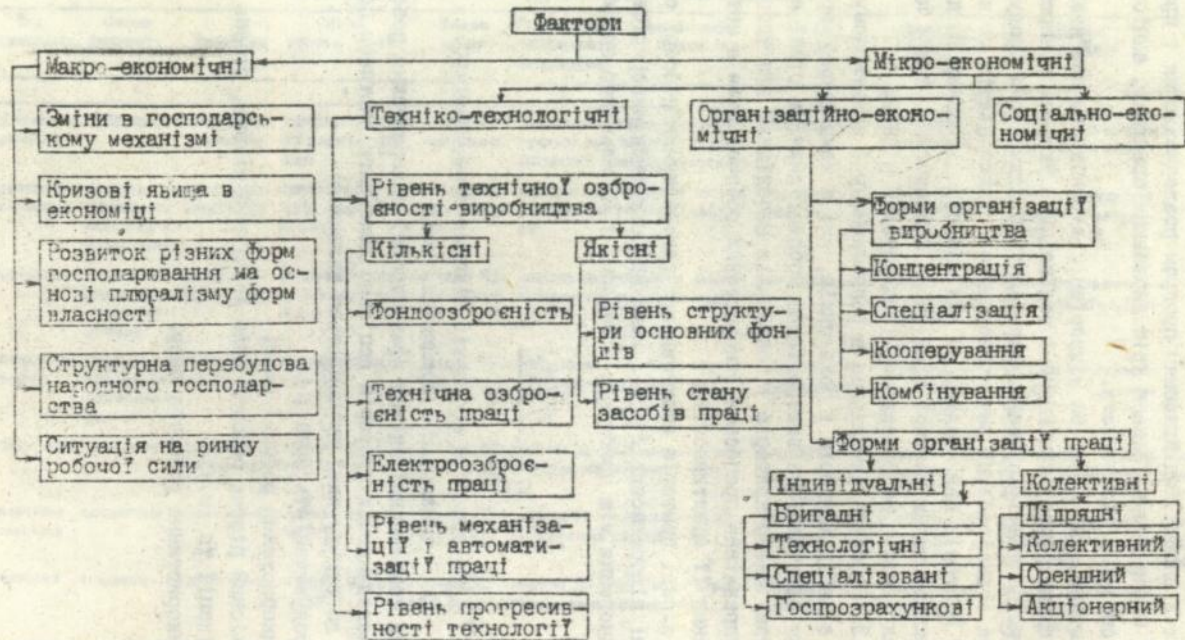 Фактори
Макро-економічні
Мікро-економічні
Зміни в господарсь-
кому механізмі
Кризові явища в
економіці
Розвиток різних форм
господарювання на ос-
нові плюралізму форм
власності
Структурна перебудова
народного господар-
ства
Ситуація на ринку
робочої сили
Техніко-технологічні
Рівень технічної озбро-
єності виробництва
Кількісні
Якісні
Фондоозброєність
Технічна озбро-
єність праці
Електроозброє-
ність праці
Рівень механіза-
ції і автомати-
зації праці
Рівень прогресив-
ності технології
Рівень структу-
ри основних фон-
дів
Рівень стану
засобів праці
Організаційно-еконо-
мічні
Соціально-еко-
номічні
Форми організації
виробництва
Концентрація
Спеціалізація
Кооперування
Комбінування
Форми організації праці
Індивідуальні
Колективні
Бригадні
Технологічні
Спеціалізовані
Госпрозрахункові
Підрядні
Колективний
Орендний
Акціонерний